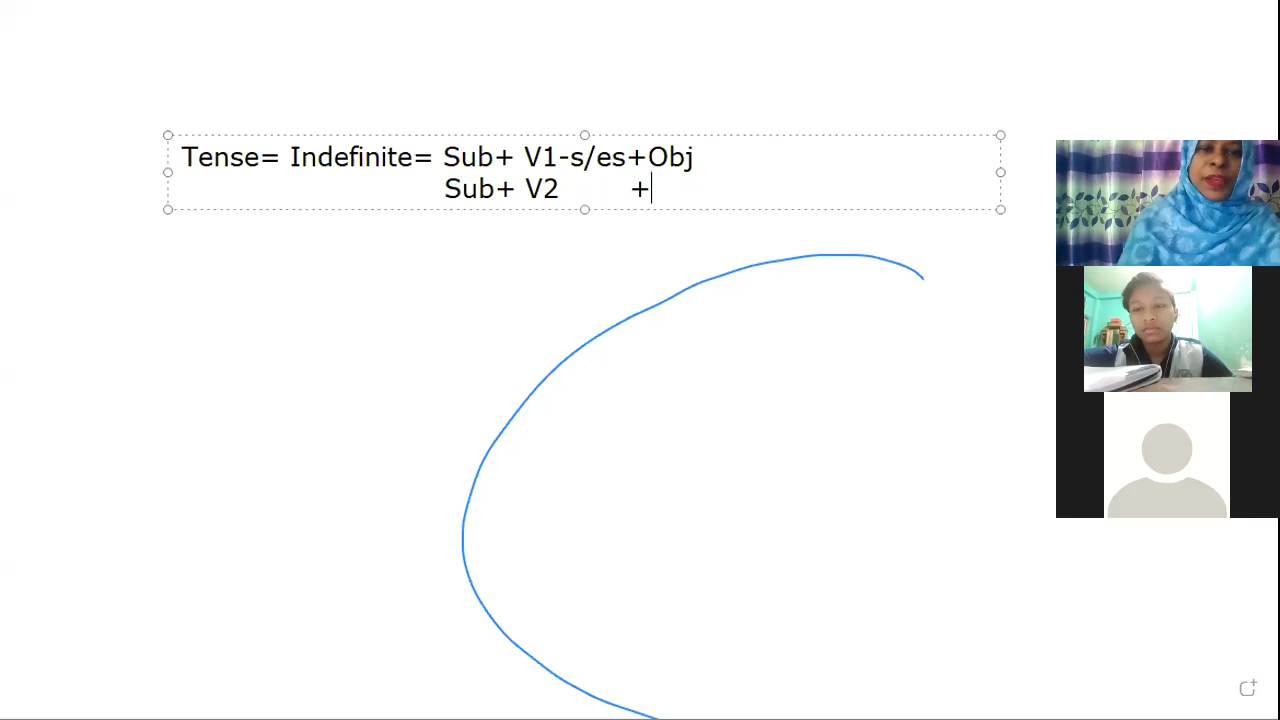 Tense= Indefinite= Sub+ V1-s/es+Obj
Sub+ V2 +